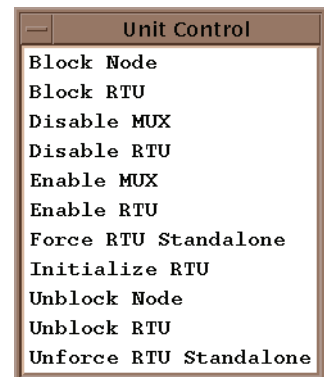 Unit Control
Block Node
Block RTU
Disable MUX
Disable RTU
Enable MUX
Enable RTU
Force RTU Standalone
Initialize RTU
Unblock Node
Unblock RTU
Unforce RTU Standalone